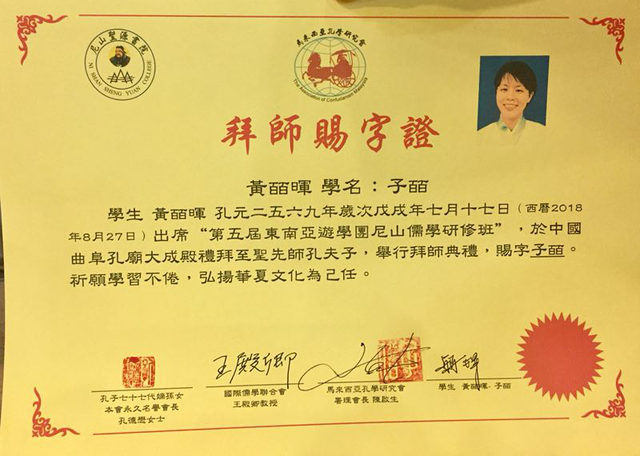 尼山聖源書院
NI SHAN SHENG YUAN COLLEGE
馬來西亞孔學研究會
The Association of Confucianism Malaysia
拜師賜字證
黃皕暉 學名：子皕
學生 黃皕暉 孔元二五六九年歲次戊戌年七月十七日（西曆2018
年8月27日）出席“第五屆東南亞遊學團尼山儒學研修班”，於中國
曲阜孔廟大成殿禮拜至聖先師孔夫子，舉行拜師典禮，賜字子皕。
祈願學習不倦，弘揚華夏文化為己任。
孔子七十七代嫡孫女
本會永久名譽會長
孔德懋女士
王殿卿
國際儒學聯合會
王殿卿教授
馬來西亞孔學研究會
署理會長 陳啟生
學生 黃皕暉 - 子皕